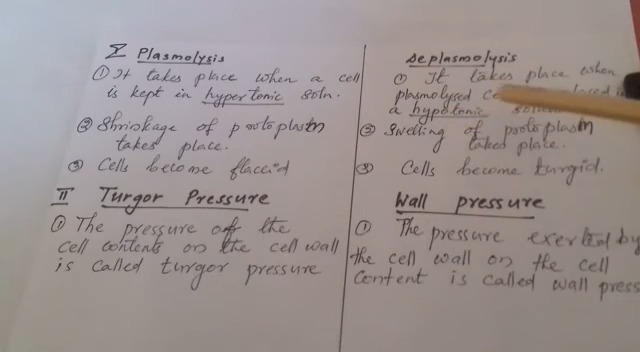 I Plasmolysis
① It takes place when a cell
is kept in hypertonic soln.
② Shrinkage of protoplasm
takes place.
③ Cells become flaccid
II Turgor Pressure
① The pressure off the
cell contents on the cell wall
is called turgor pressure
Deplasmolysis
① It takes place when
plasmolysed
a hypotonic
② Swelling of protoplasm
takes place.
③ Cells become turgid.
Wall pressure
① The pressure exerted by
the cell wall on the cell
content is called wall press